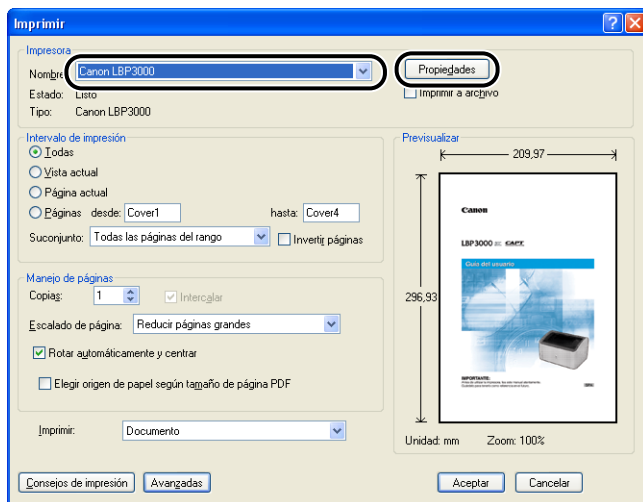 Imprimir
Impresora
Nombre: Canon LBP3000
Propiedades
Estado: Listo
Imprimir a archivo
Tipo: Canon LBP3000
Intervalo de impresión
Todas
Vista actual
Página actual
Páginas desde: Cover1 hasta: Cover4
Suconjunto: Todas las páginas del rango
Invertir páginas
Manejo de páginas
Copias: 1
Intercalar
Escalado de página: Reducir páginas grandes
Rotar automáticamente y centrar
Elegir origen de papel según tamaño de página PDF
Imprimir: Documento
Previsualizar
209,97
296,93
Canon
LBP3000 CAPT
Guía del usuario
IMPORTANTE:
Unidad: mm Zoom: 100%
Consejos de impresión
Avanzadas
Aceptar
Cancelar